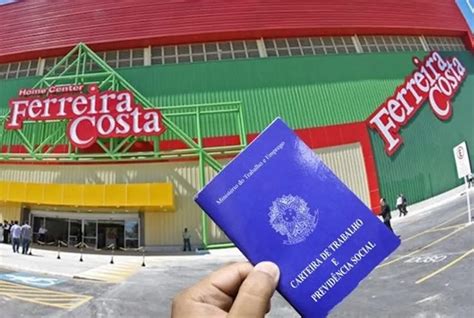 Home Center
Ferreira
Costa
Ferreira
Costa
Ministério do Trabalho e Emprego
CARTEIRA DE TRABALHO
E
PREVIDÊNCIA SOCIAL
E